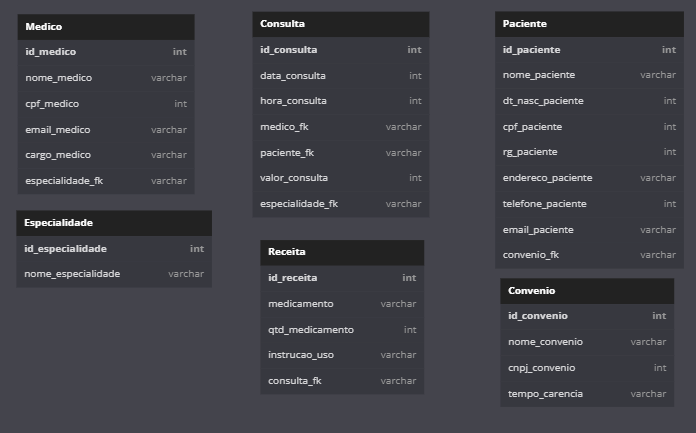 Medico
id_medico int
nome_medico varchar
cpf_medico int
email_medico varchar
cargo_medico varchar
especialidade_fk varchar
Especialidade
id_especialidade int
nome_especialidade varchar
Consulta
id_consulta int
data_consulta int
hora_consulta int
medico_fk varchar
paciente_fk varchar
valor_consulta int
especialidade_fk varchar
Receita
id_receita int
medicamento varchar
qtd_medicamento int
instrucao_uso varchar
consulta_fk varchar
Paciente
id_paciente int
nome_paciente varchar
dt_nasc_paciente int
cpf_paciente int
rg_paciente int
endereco_paciente varchar
telefone_paciente int
email_paciente varchar
convenio_fk varchar
Convenio
id_convenio int
nome_convenio varchar
cnpj_convenio int
tempo_carencia varchar